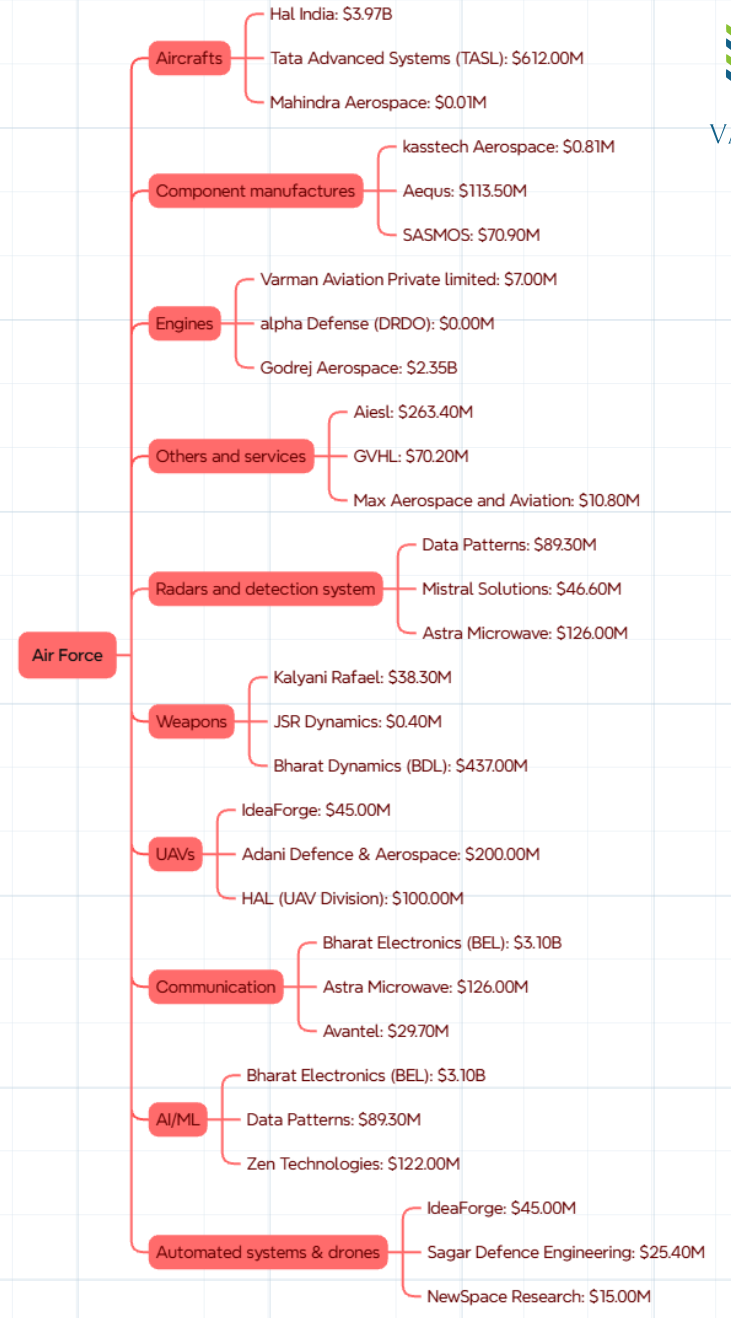 Hal India: $3.97B
Aircrafts
Tata Advanced Systems (TASL): $612.00M
Mahindra Aerospace: $0.01M
kasstech Aerospace: $0.81M
Component manufactures
Aequs: $113.50M
SASMOS: $70.90M
Varman Aviation Private limited: $7.00M
Engines
alpha Defense (DRDO): $0.00M
Godrej Aerospace: $2.35B
Aiesl: $263.40M
Others and services
GVHL: $70.20M
Max Aerospace and Aviation: $10.80M
Data Patterns: $89.30M
Radars and detection system
Mistral Solutions: $46.60M
Astra Microwave: $126.00M
Air Force
Kalyani Rafael: $38.30M
Weapons
JSR Dynamics: $0.40M
Bharat Dynamics (BDL): $437.00M
IdeaForge: $45.00M
UAVs
Adani Defence & Aerospace: $200.00M
HAL (UAV Division): $100.00M
Bharat Electronics (BEL): $3.10B
Communication
Astra Microwave: $126.00M
Avantel: $29.70M
Bharat Electronics (BEL): $3.10B
AI/ML
Data Patterns: $89.30M
Zen Technologies: $122.00M
IdeaForge: $45.00M
Automated systems & drones
Sagar Defence Engineering: $25.40M
NewSpace Research: $15.00M